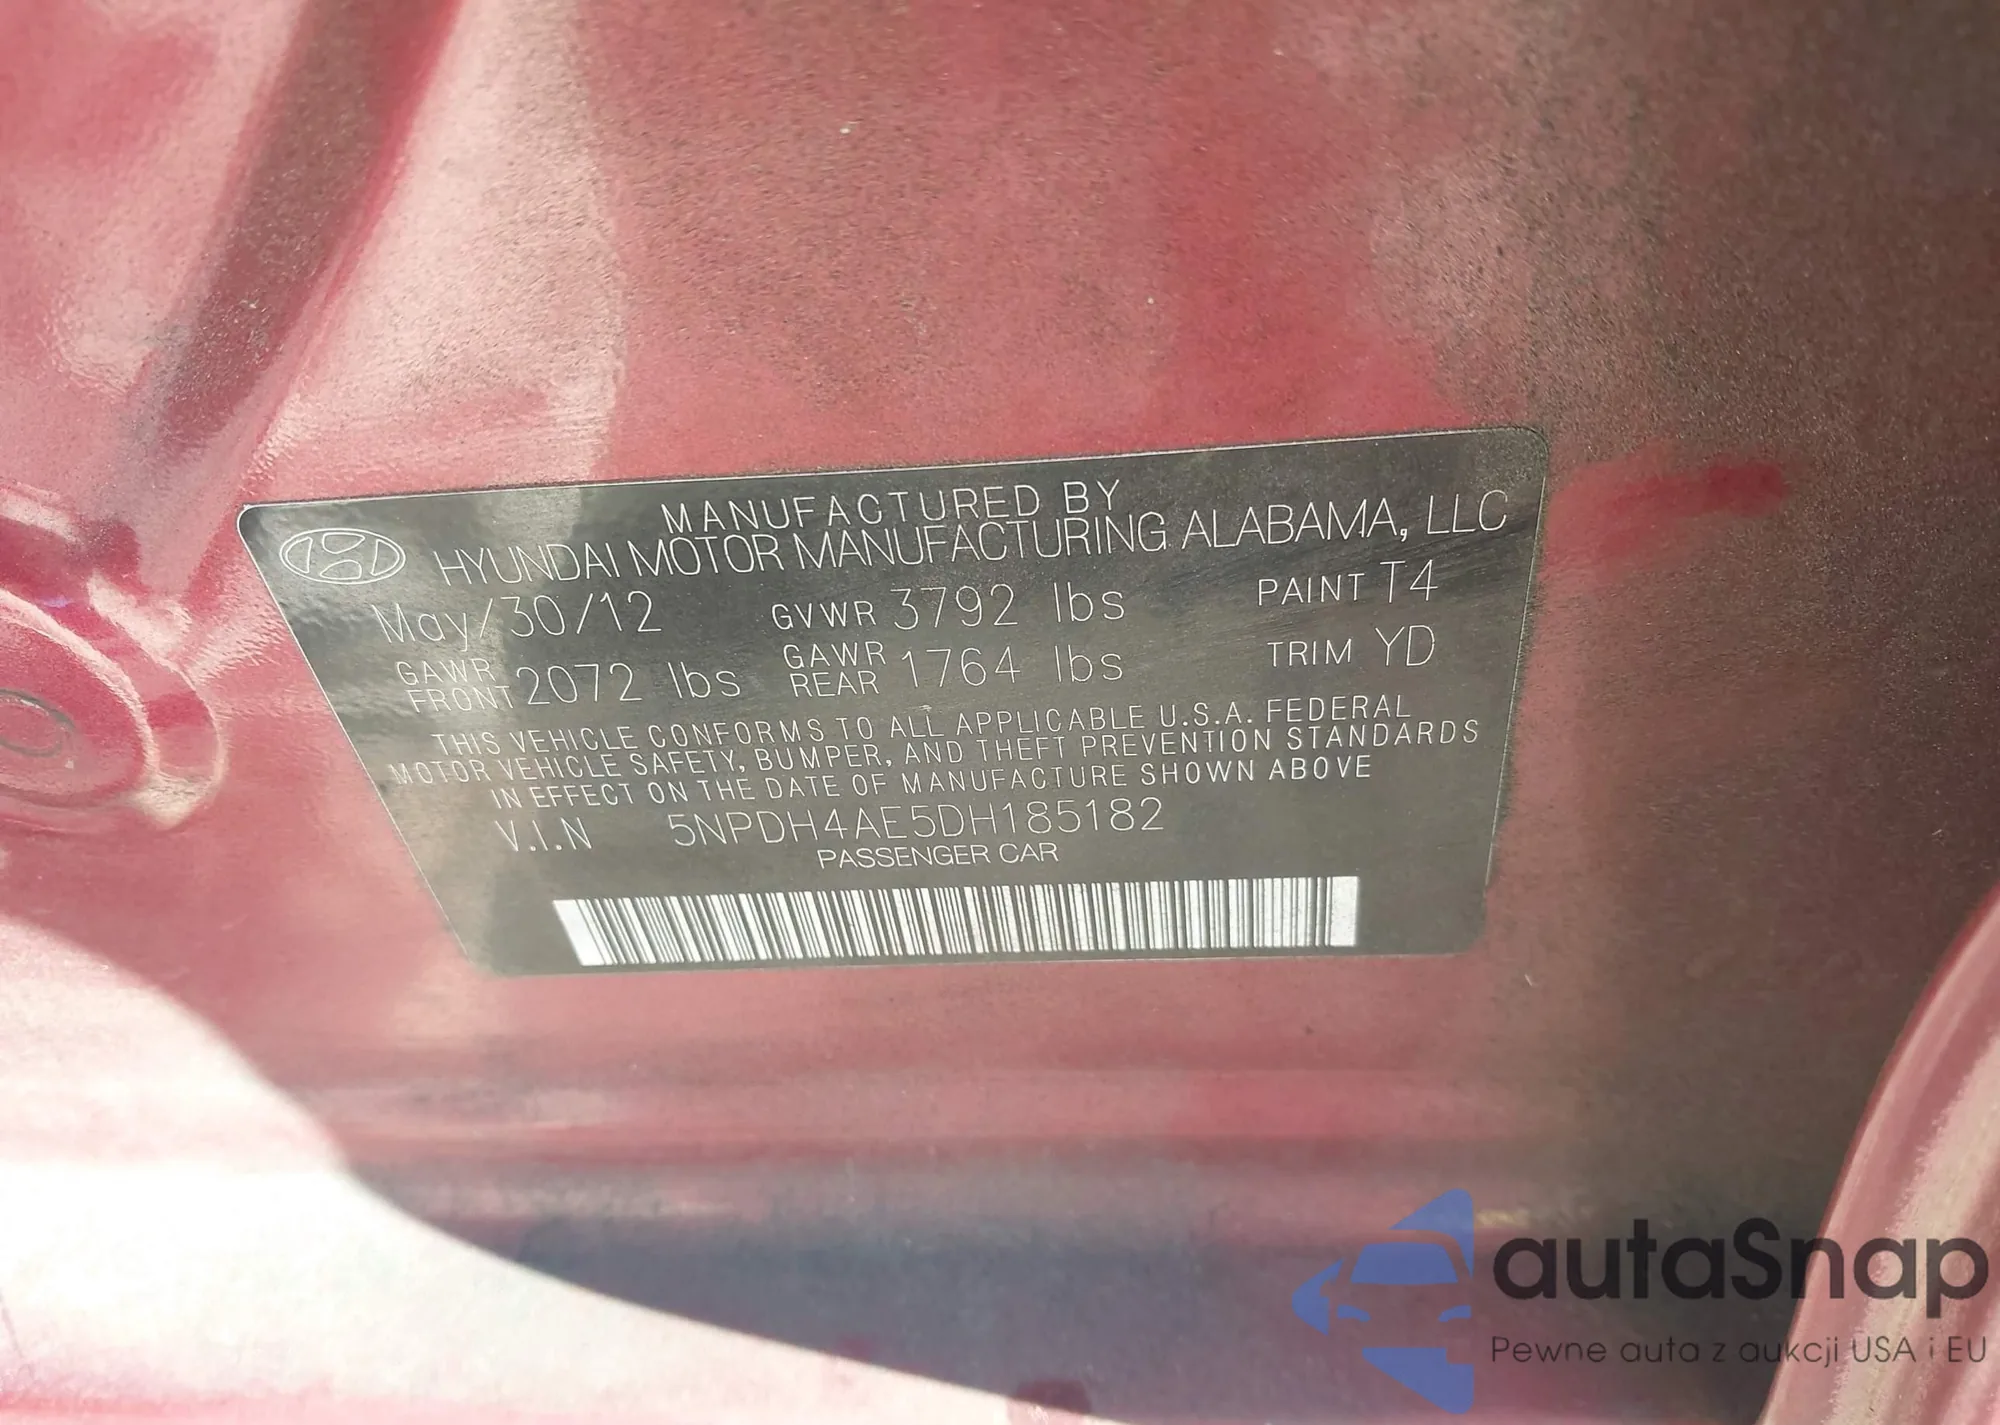 MANUFACTURED BY
HYUNDAI MOTOR MANUFACTURING ALABAMA, LLC
May/30/12 GVWR 3792 lbs PAINT T4
GAWR FRONT 2072 lbs GAWR REAR 1764 lbs TRIM YD
THIS VEHICLE CONFORMS TO ALL APPLICABLE U.S.A. FEDERAL
MOTOR VEHICLE SAFETY, BUMPER, AND THEFT PREVENTION STANDARDS
IN EFFECT ON THE DATE OF MANUFACTURE SHOWN ABOVE
V.I.N 5NPDH4AE5DH185182
PASSENGER CAR
autaSnap
Pewne auta z aukcji USA i EU